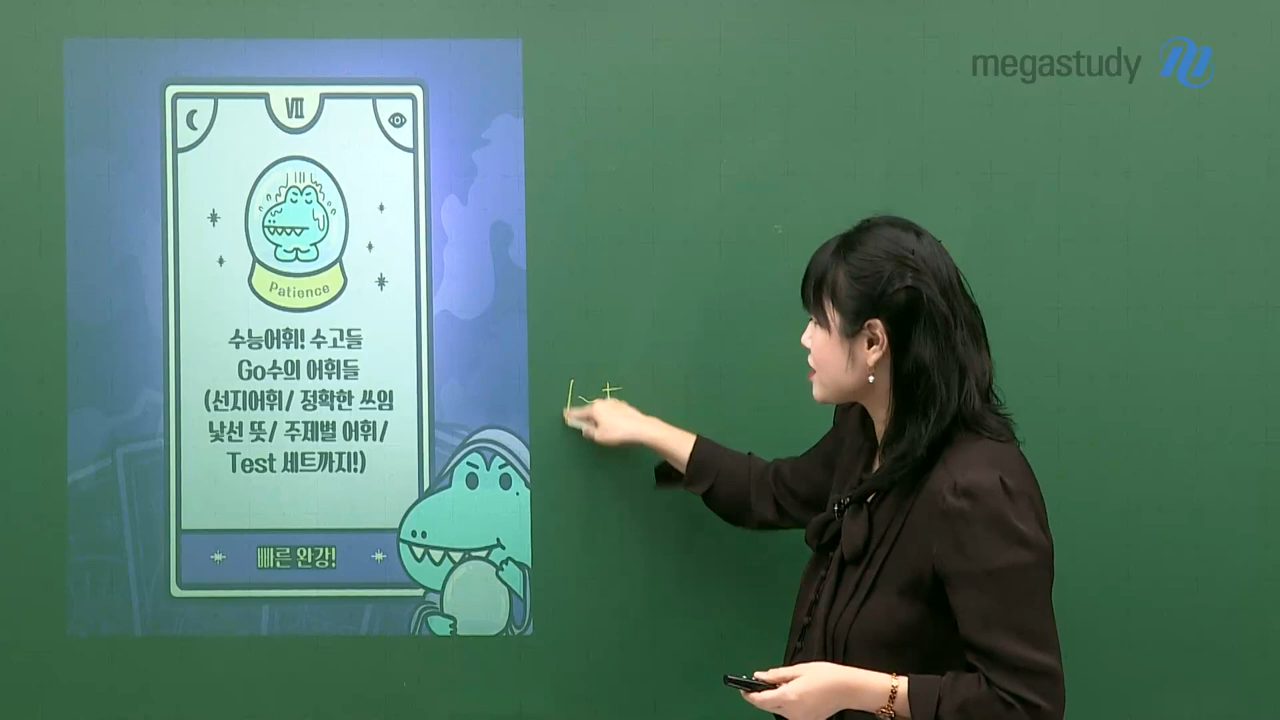 megastudy
VII
Patience
수능어휘! 수고들
Go수의 어휘들
(선지어휘/ 정확한 쓰임
낯선 뜻/ 주제별 어휘/
Test 세트까지!)
빠른 완강!
1~+